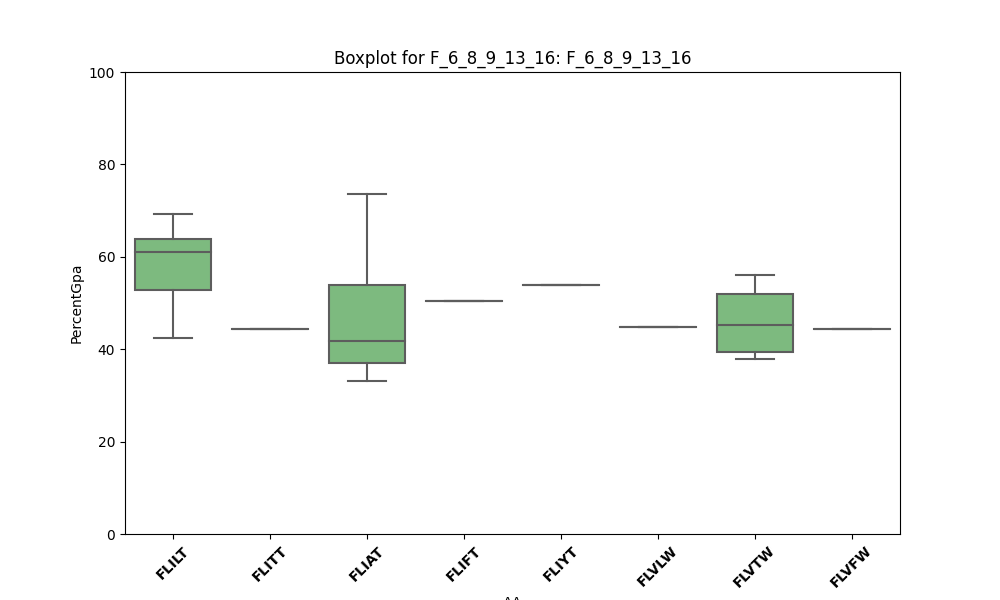 Boxplot for F_6_8_9_13_16: F_6_8_9_13_16
100
80
60
40
20
0
PercentGpa
FLILT
FLITT
FLIAT
FLIFT
FLIYT
FLVLW
FLVTW
FLVFW